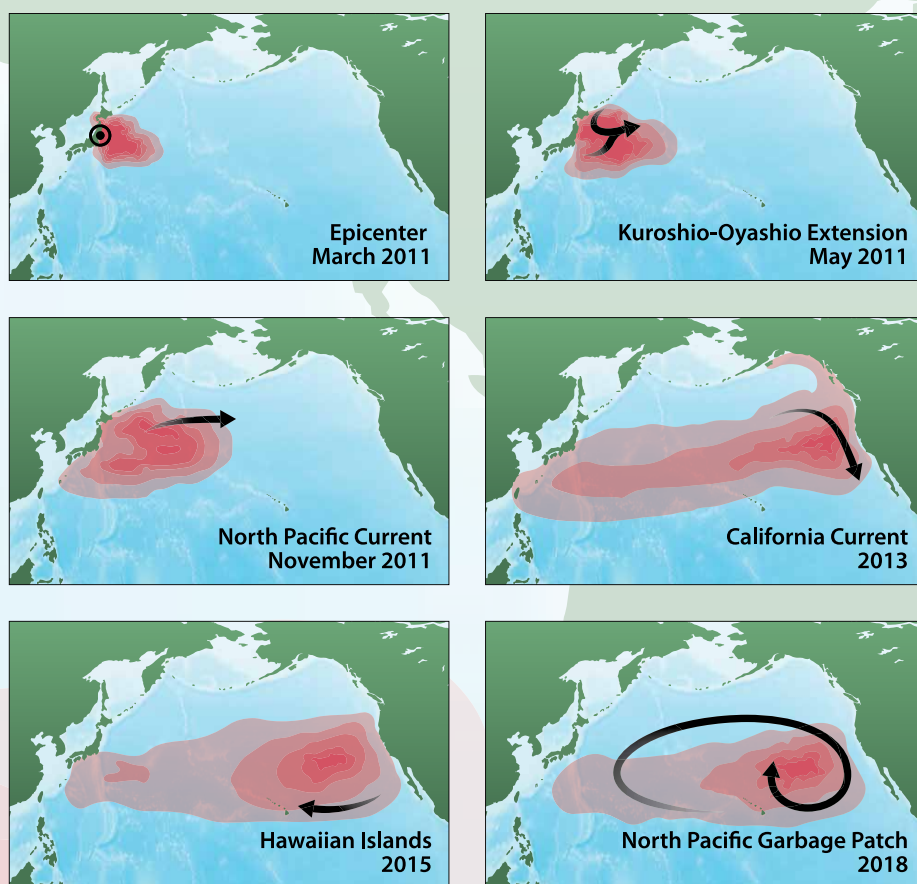 Epicenter
March 2011
Kuroshio-Oyashio Extension
May 2011
North Pacific Current
November 2011
California Current
2013
Hawaiian Islands
2015
North Pacific Garbage Patch
2018